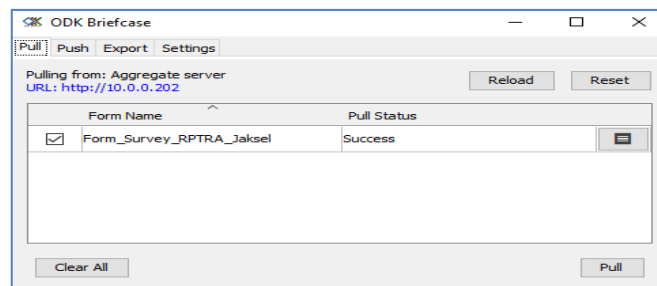 ODK Briefcase
Pull Push Export Settings
Pulling from: Aggregate server
URL: http://10.0.0.202
Reload Reset
Form Name Pull Status
Form_Survey_RPTRA_Jaksel Success
Clear All Pull